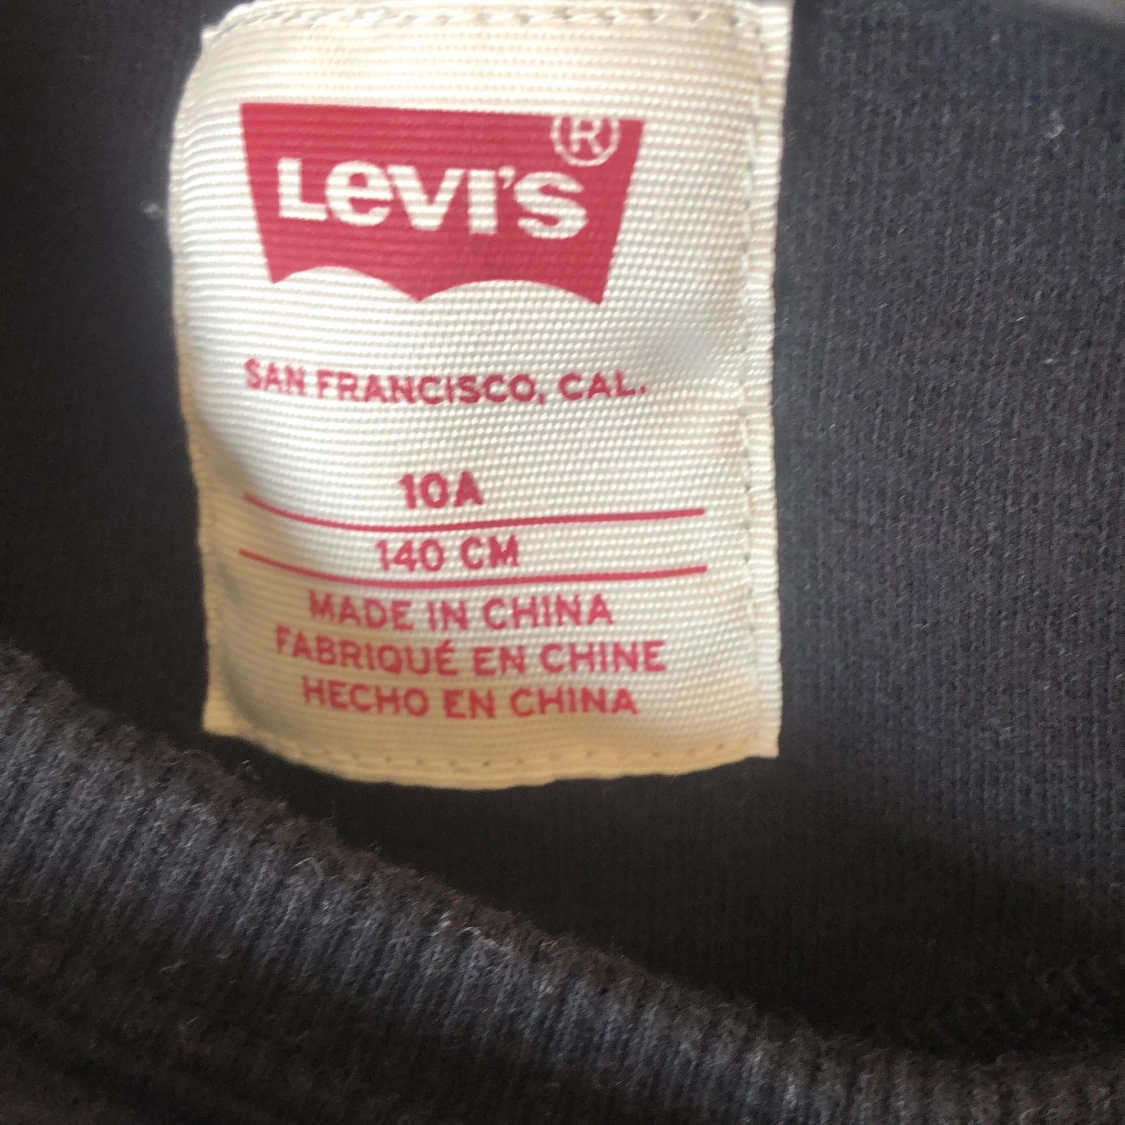 Levi's ®
SAN FRANCISCO, CAL.
10A
140 CM
MADE IN CHINA
FABRIQUÉ EN CHINE
HECHO EN CHINA